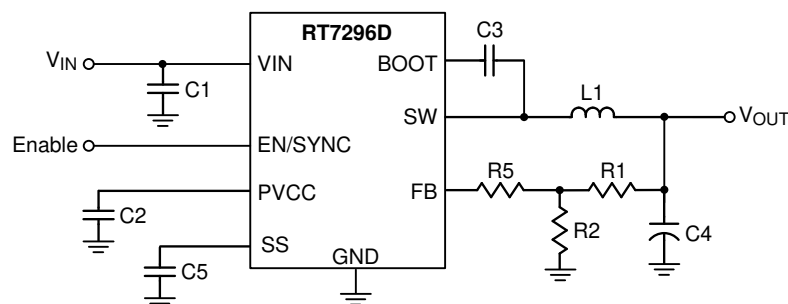 RT7296D
VIN
C1
VIN
BOOT
C3
SW
L1
VOUT
Enable
EN/SYNC
PVCC
C2
FB
R5
R1
R2
C4
SS
C5
GND